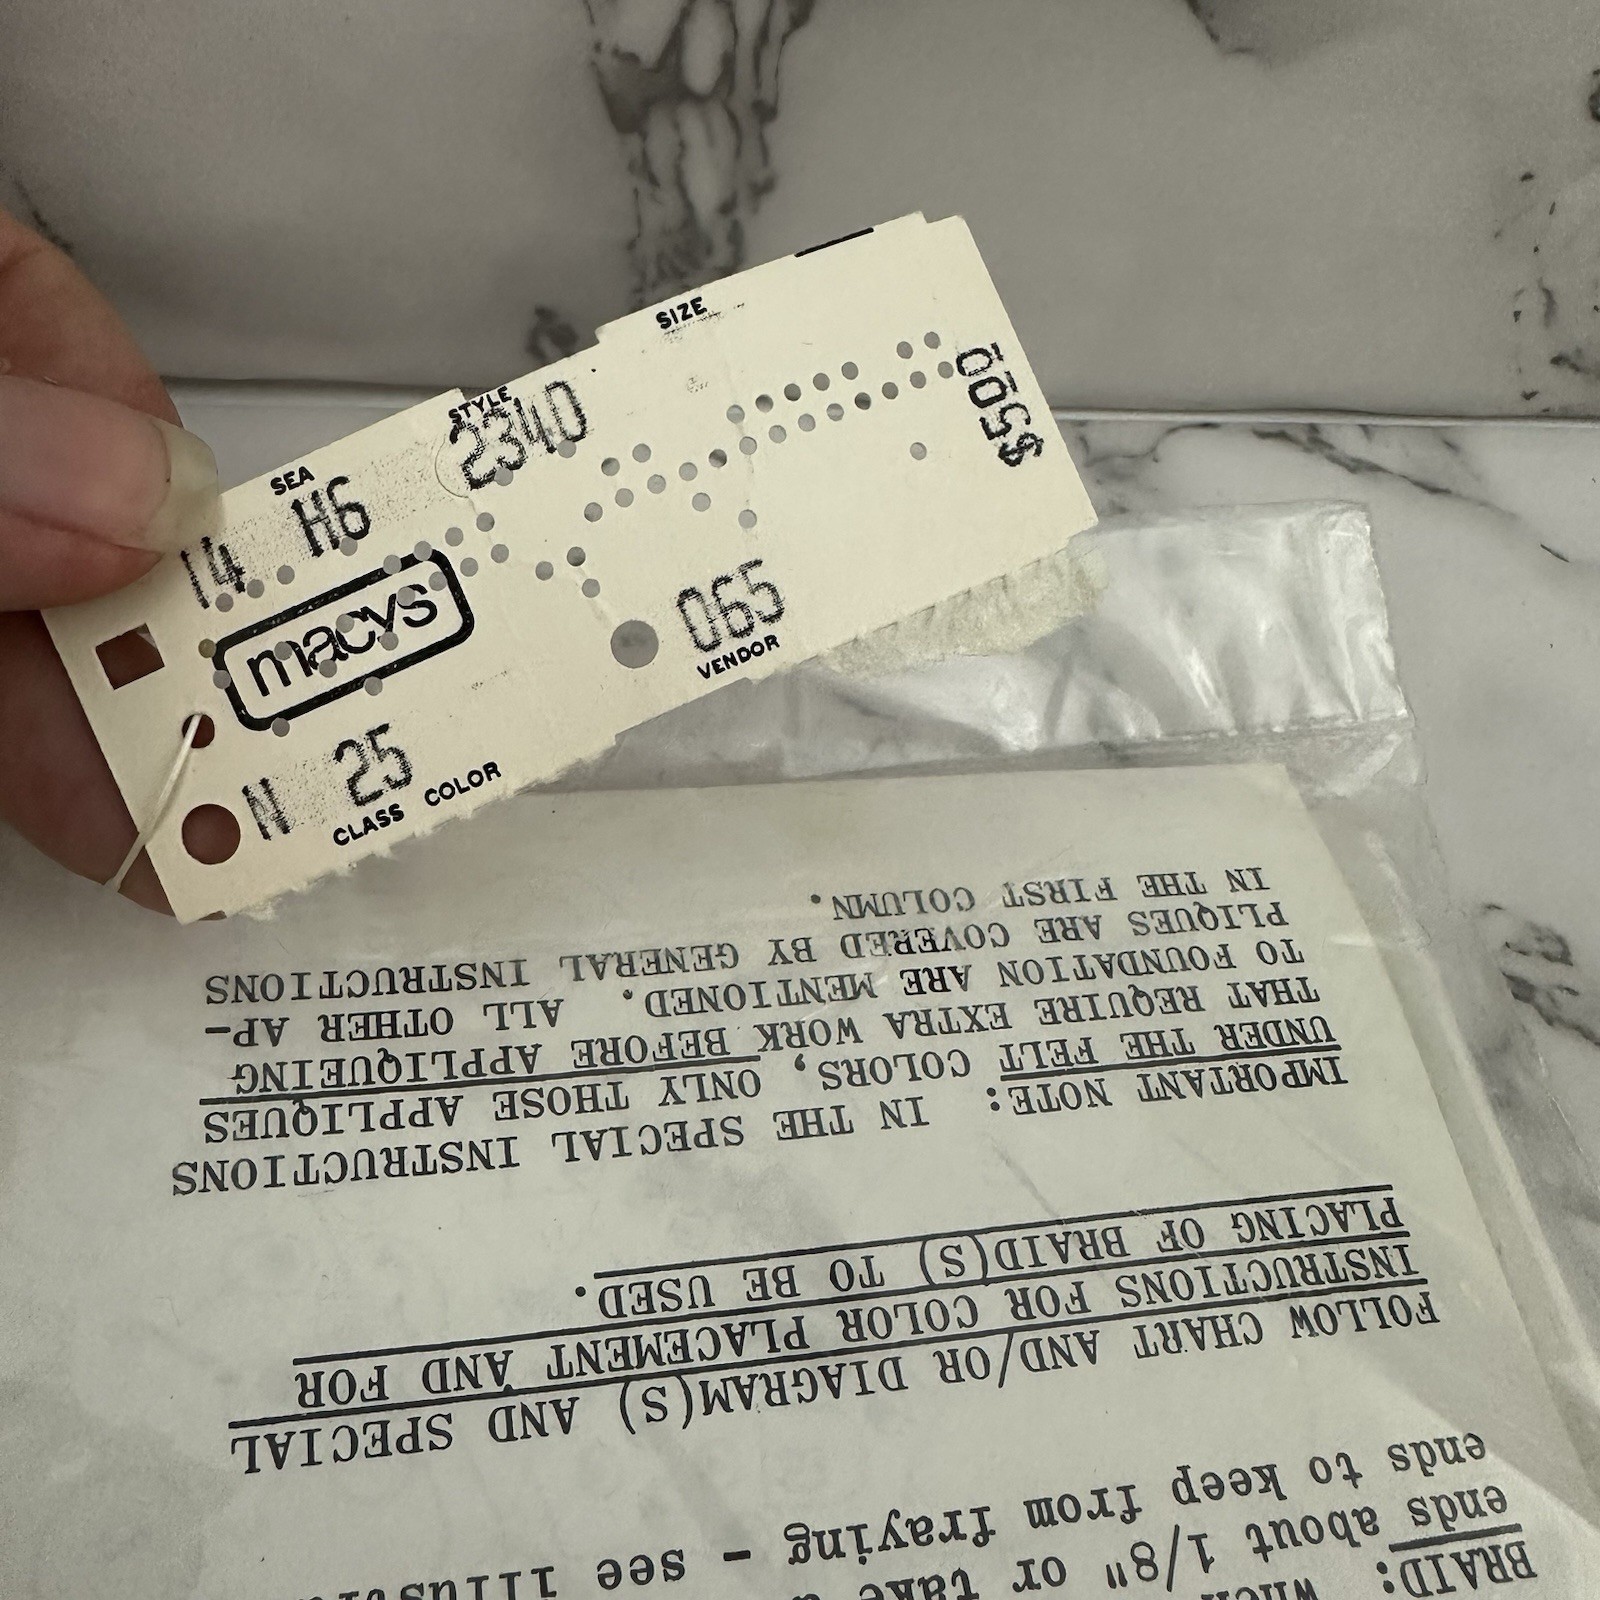 SEA STYLE SIZE
14 H6 2340
macys
$500
N 25 065
CLASS COLOR VENDOR
BRAID: when
ends about 1/8" or take
ends to keep from fraying - see
FOLLOW CHART AND/OR DIAGRAM(S) AND SPECIAL
INSTRUCTIONS FOR COLOR PLACEMENT AND FOR
PLACING OF BRAID(S) TO BE USED.
IMPORTANT NOTE: IN THE SPECIAL INSTRUCTIONS
UNDER THE FELT COLORS, ONLY THOSE APPLIQUES
THAT REQUIRE EXTRA WORK BEFORE APPLIQUEING
TO FOUNDATION ARE MENTIONED. ALL OTHER AP-
PLIQUES ARE COVERED BY GENERAL INSTRUCTIONS
IN THE FIRST COLUMN.